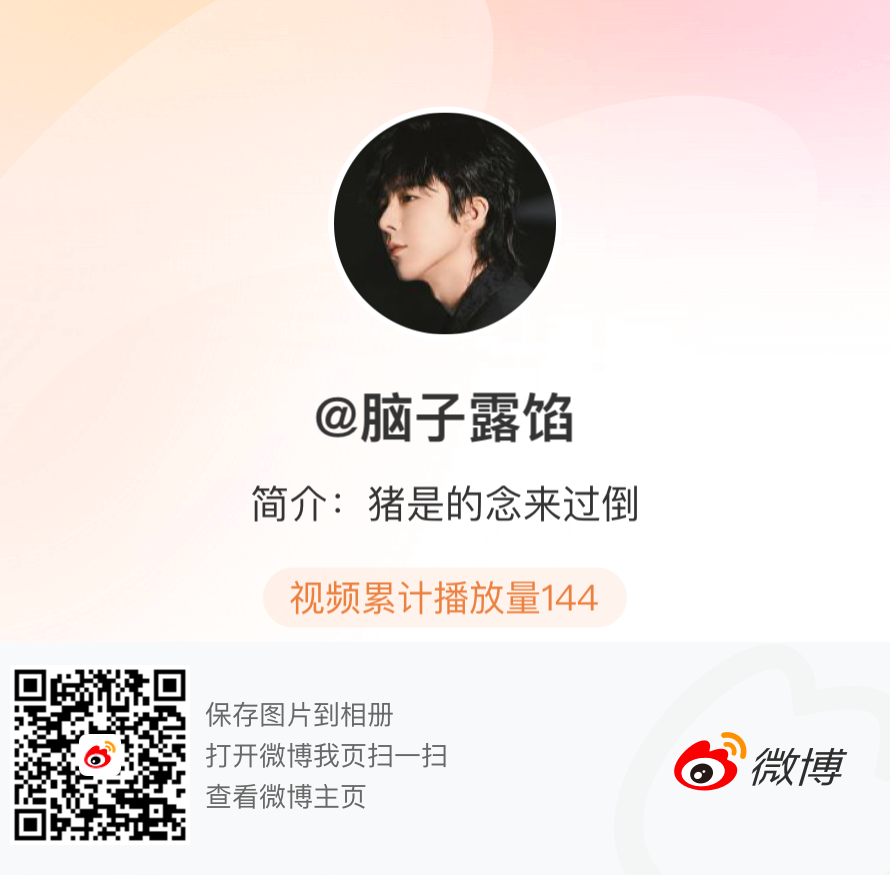 @脑子露馅
简介：猪是的念来过倒
视频累计播放量144
保存图片到相册
打开微博我页扫一扫
查看微博主页
微博